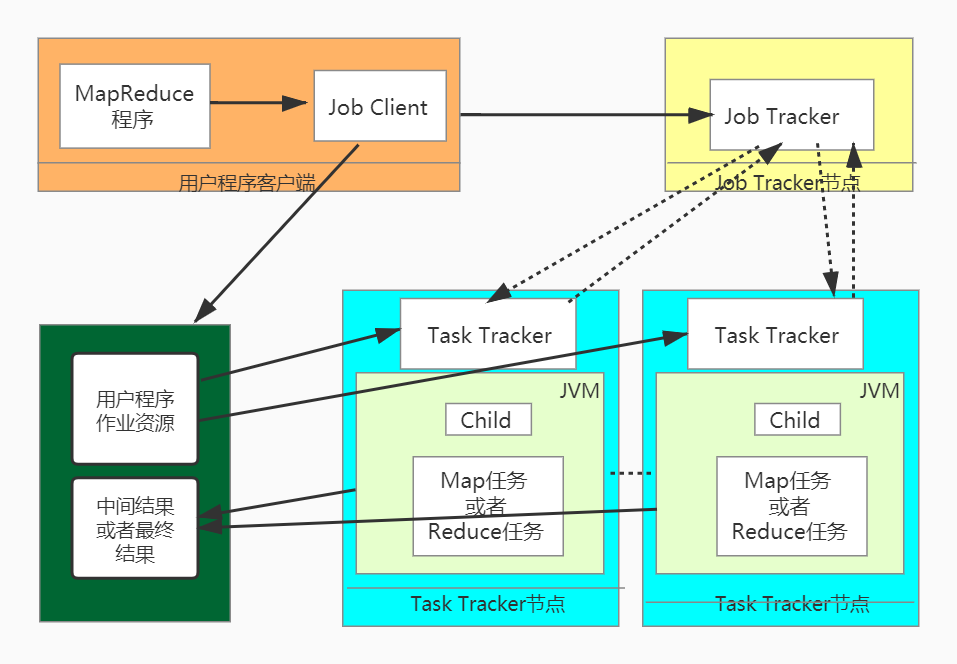 MapReduce
程序
Job Client
用户程序客户端
Job Tracker
Job Tracker节点
用户程序
作业资源
中间结果
或者最终
结果
Task Tracker
JVM
Child
Map任务
或者
Reduce任务
Task Tracker节点
Task Tracker
JVM
Child
Map任务
或者
Reduce任务
Task Tracker节点